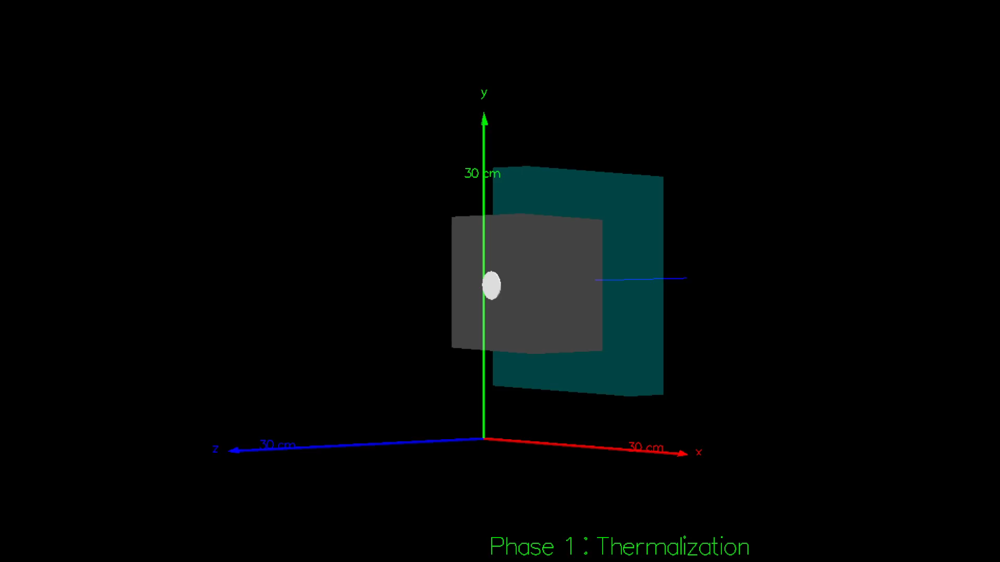 y
30 cm
z
30 cm
30 cm
x
Phase 1 : Thermalization